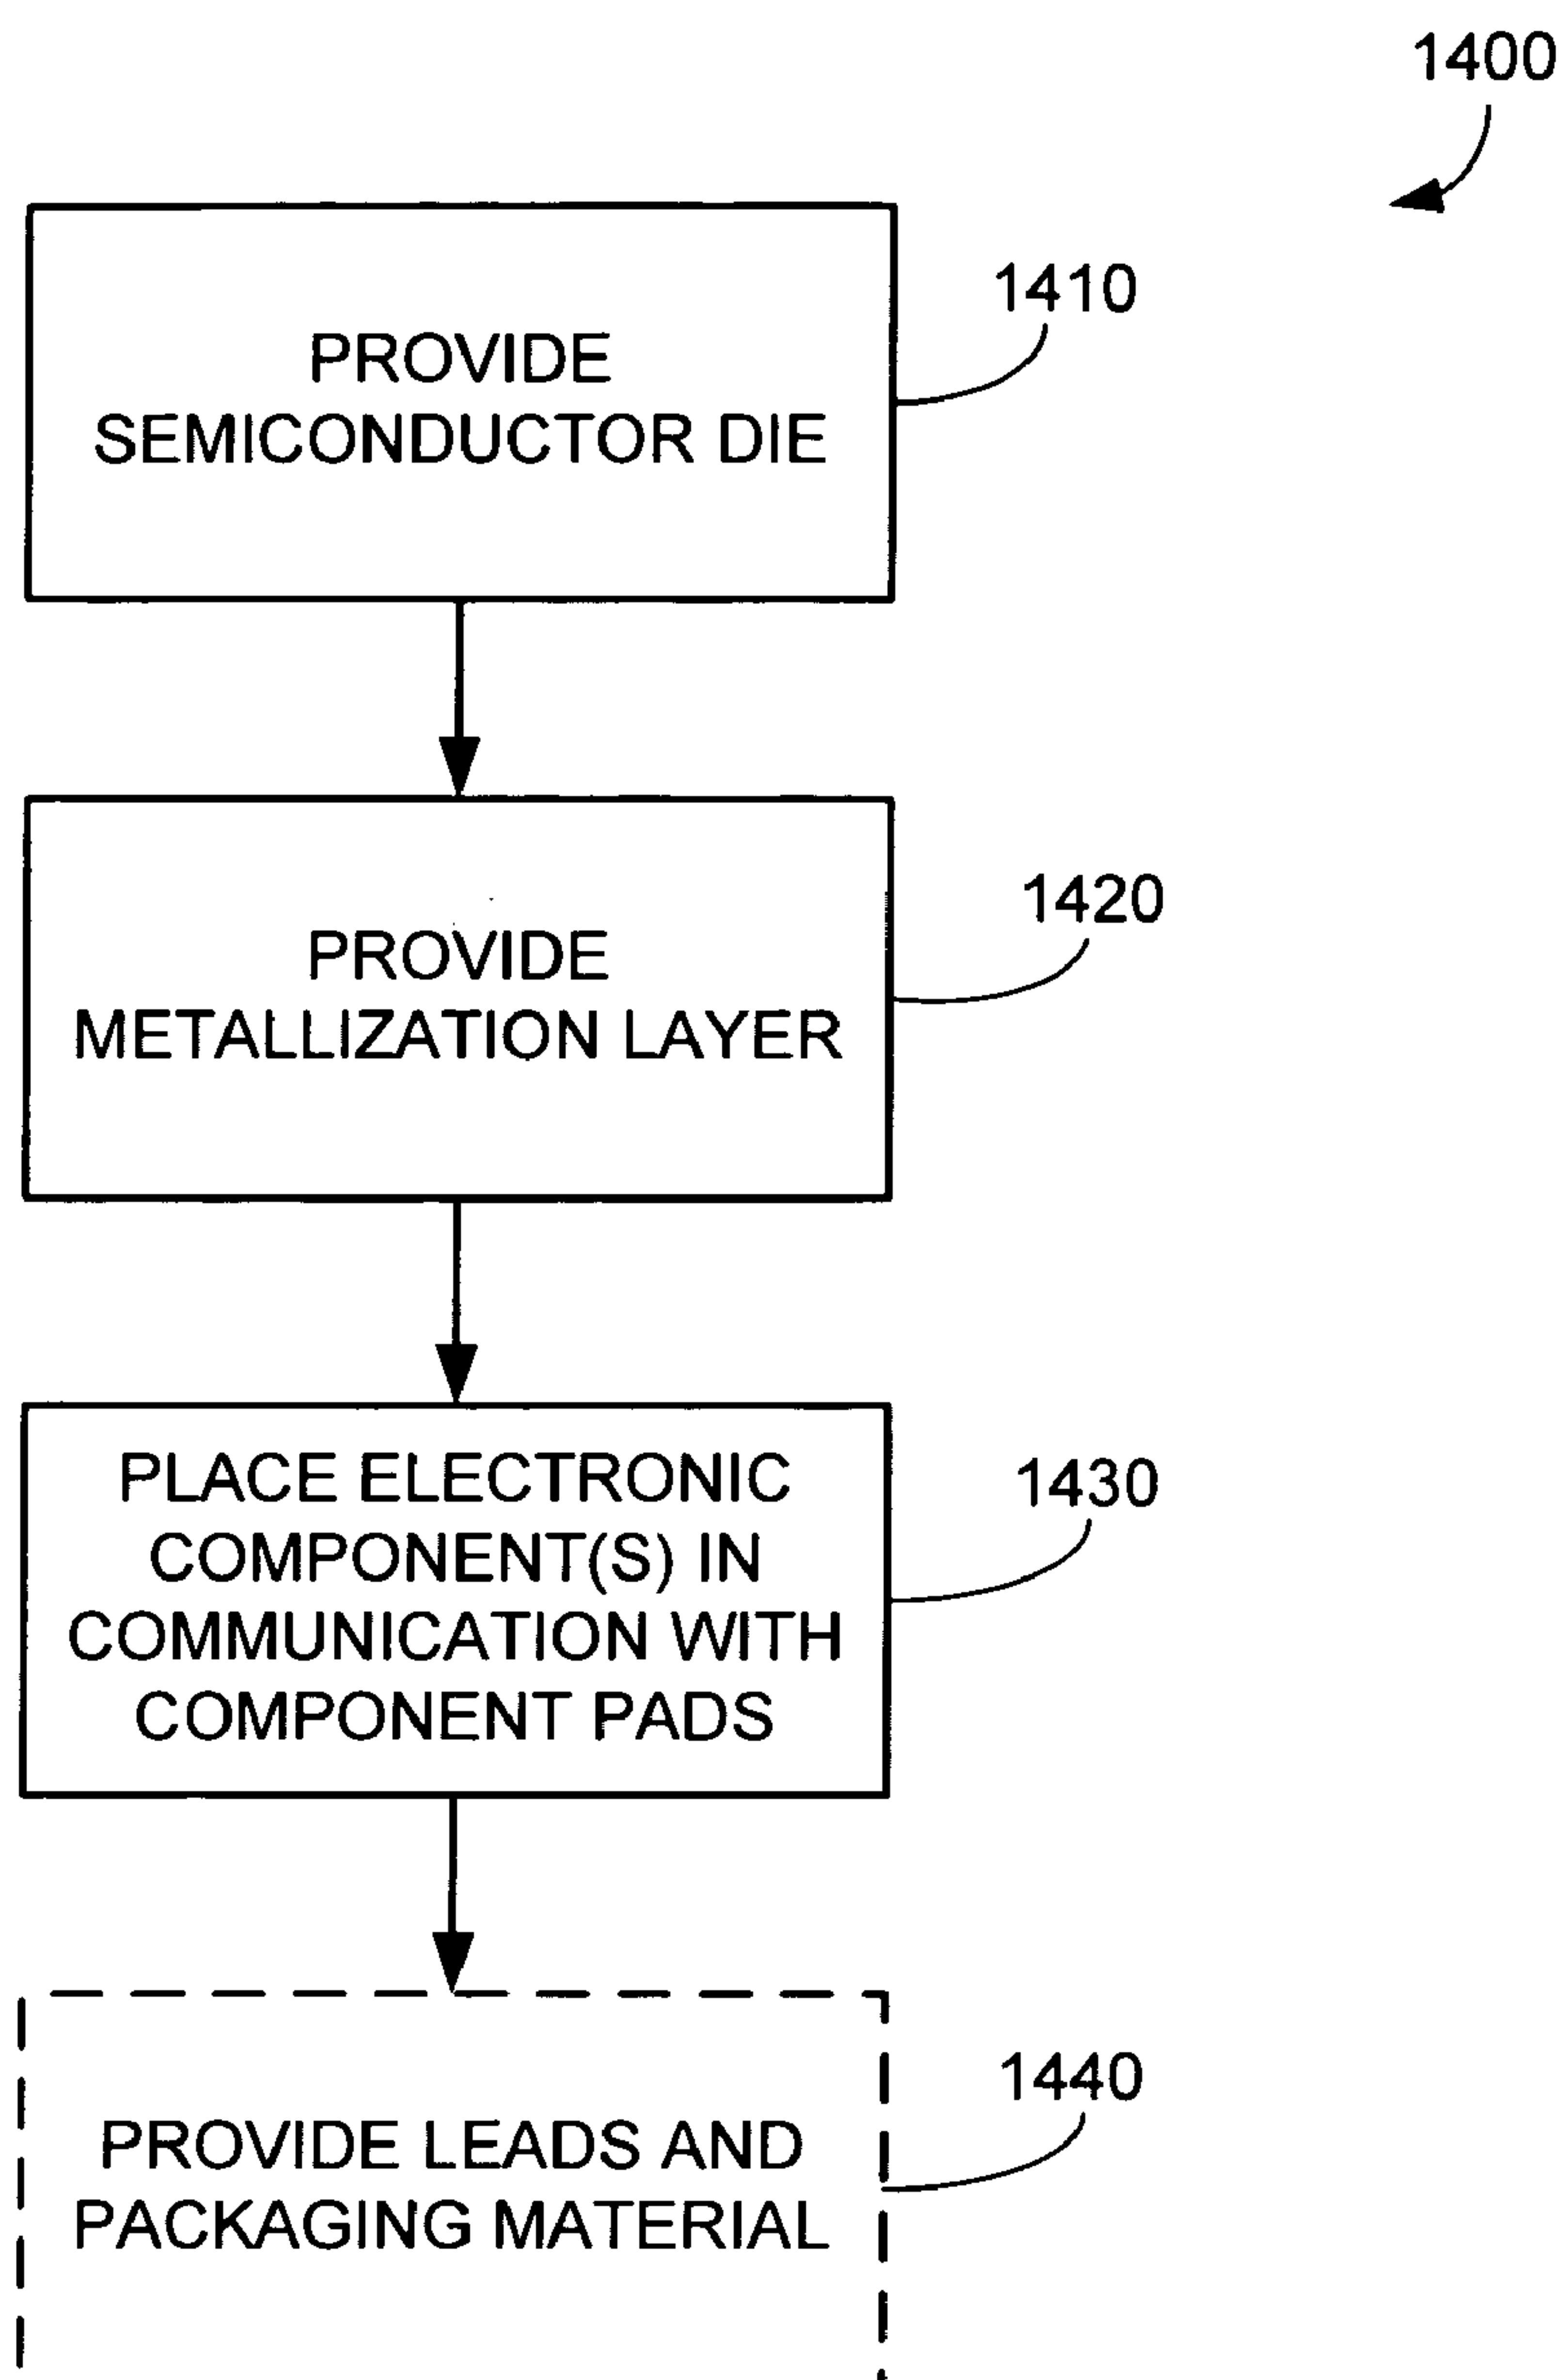 1400
1410
PROVIDE
SEMICONDUCTOR DIE
1420
PROVIDE
METALLIZATION LAYER
1430
PLACE ELECTRONIC
COMPONENT(S) IN
COMMUNICATION WITH
COMPONENT PADS
1440
PROVIDE LEADS AND
PACKAGING MATERIAL